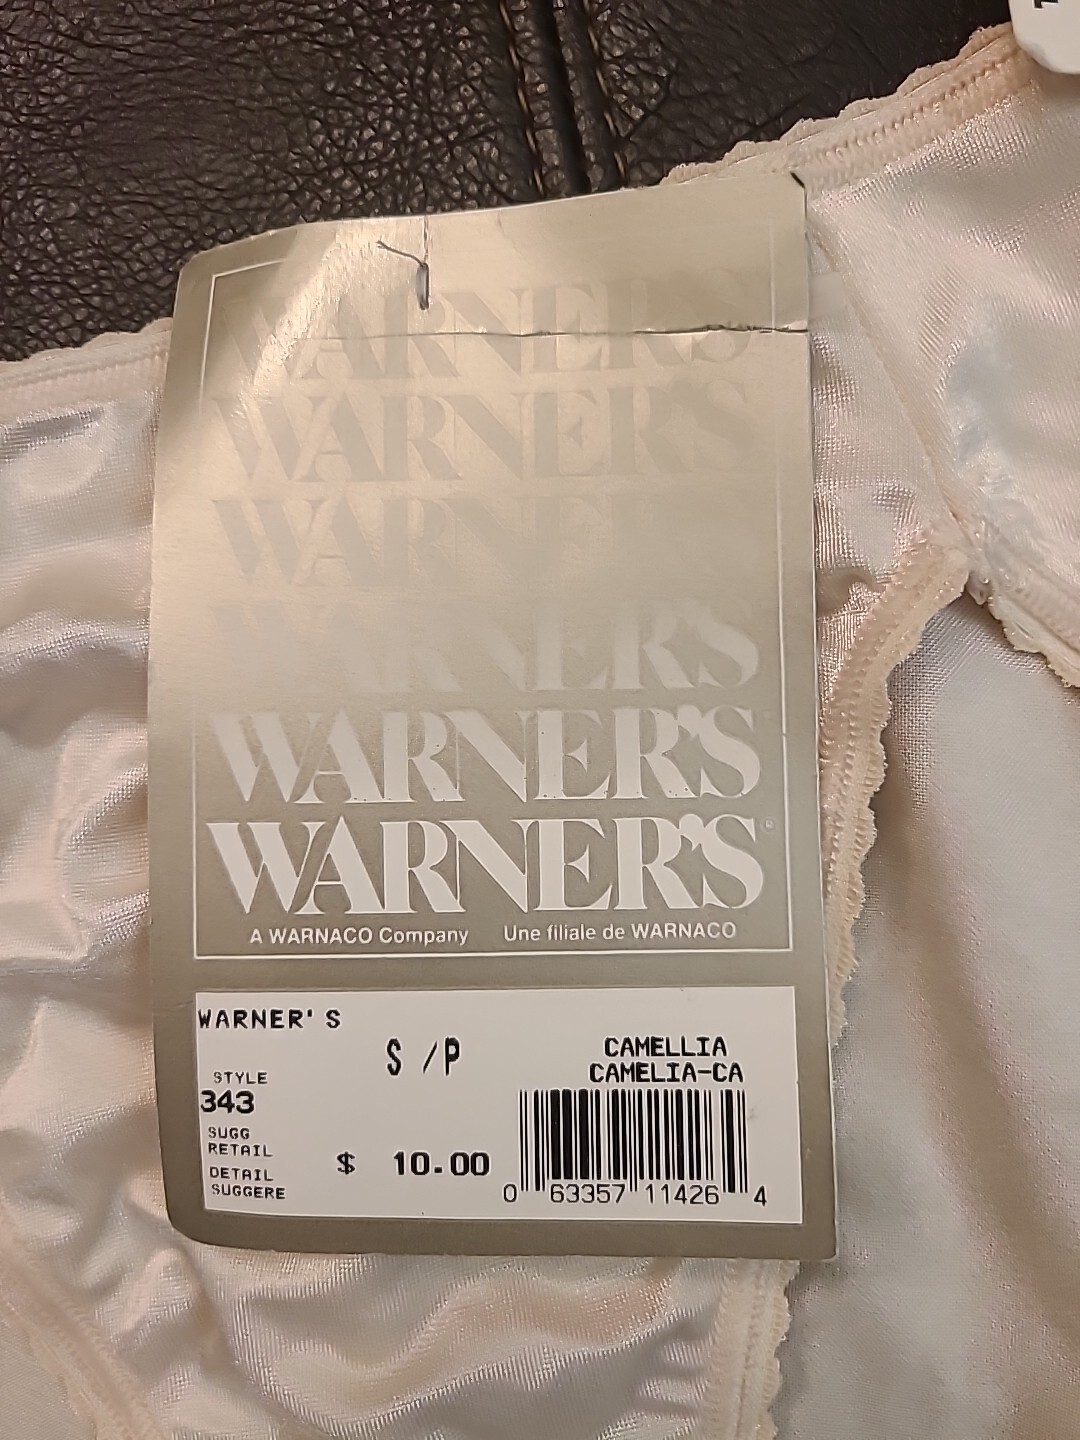 WARNER'S
WARNER'S
WARNER'S
WARNER'S
WARNER'S
WARNER'S®
A WARNACO Company Une filiale de WARNACO
WARNER'S
S/P
CAMELLIA
CAMELIA-CA
STYLE
343
SUGG
RETAIL
DETAIL
SUGGERE
$ 10.00
0 63357 11426 4